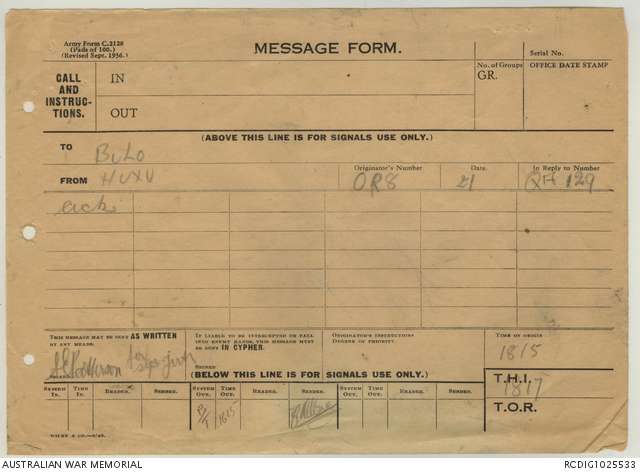 Army Form C.2128
(Pads of 100.)
(Revised Sept. 1936.)
MESSAGE FORM.
Serial No.
CALL
AND
INSTRUC-
TIONS.
IN
OUT
No. of Groups
GR.
OFFICE DATE STAMP
(ABOVE THIS LINE IS FOR SIGNALS USE ONLY.)
TO BULO
FROM HUXU
Originator's Number
OR8
Date.
21
In Reply to Number
QH 129
ack
THIS MESSAGE MAY BE SENT AS WRITTEN
BY ANY MEANS.
IF LIABLE TO BE INTERCEPTED OR FALL
INTO ENEMY HANDS, THIS MESSAGE MUST
BE SENT IN CYPHER.
SIGNED
ORIGINATOR'S INSTRUCTIONS
DEGREE OF PRIORITY.
TIME OF ORIGIN
1815
(BELOW THIS LINE IS FOR SIGNALS USE ONLY.)
T.H.I.
1817
T.O.R.
SYSTEM IN. TIME IN. READER. SENDER. SYSTEM OUT. TIME OUT. READER. SENDER. SYSTEM OUT. TIME OUT. READER. SENDER.
R/T 1815
AUSTRALIAN WAR MEMORIAL
RCDIG1025533